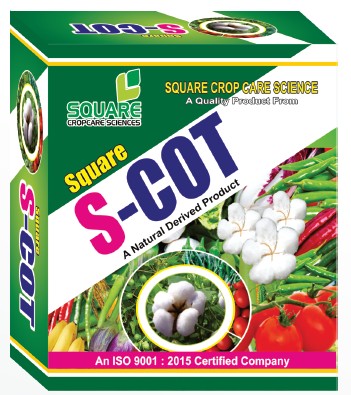 Square
S-COT
SQUARE
CROPCARE SCIENCES
SQUARE CROP CARE SCIENCE
A Quality Product From
Square
S-COT
A Natural Derived Product
Square
S-COT
An ISO 9001 : 2015 Certified Company